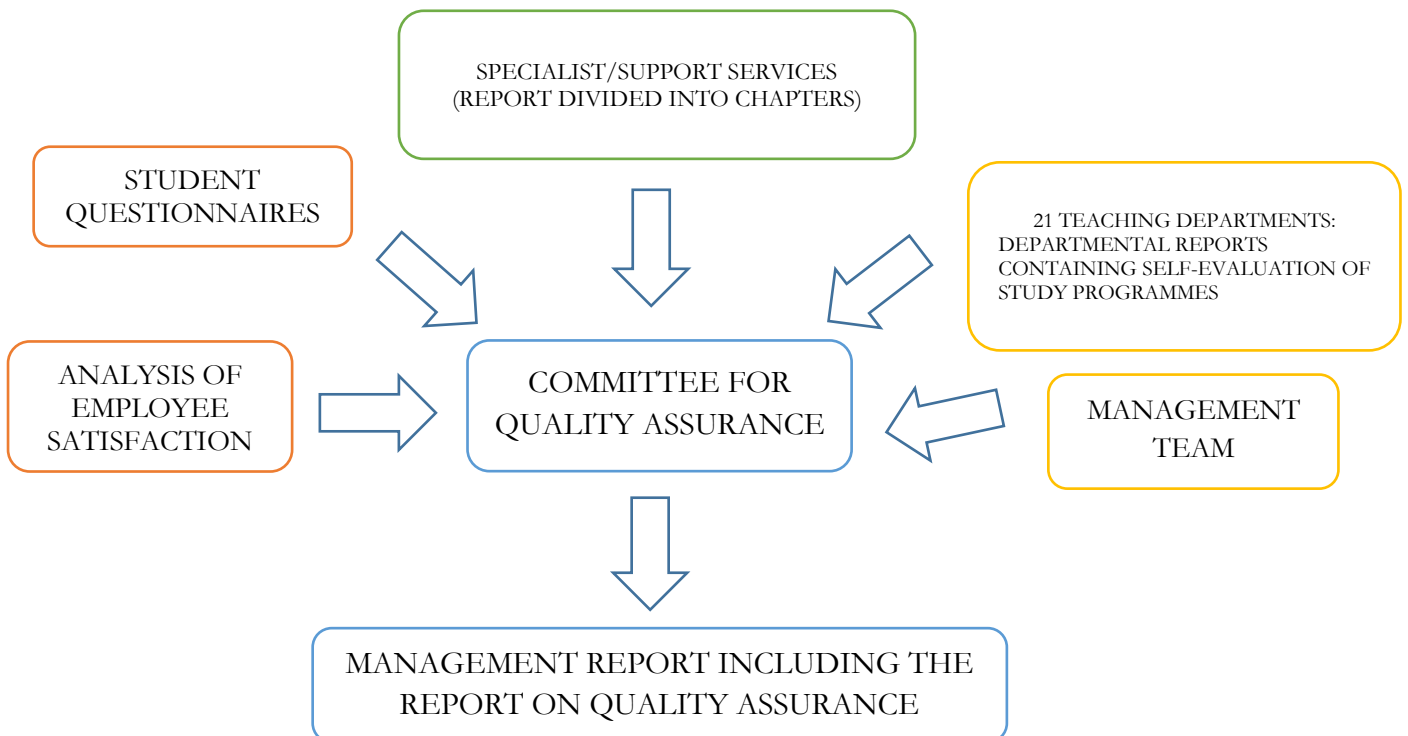 SPECIALIST/SUPPORT SERVICES
(REPORT DIVIDED INTO CHAPTERS)
STUDENT
QUESTIONNAIRES
21 TEACHING DEPARTMENTS:
DEPARTMENTAL REPORTS
CONTAINING SELF-EVALUATION OF
STUDY PROGRAMMES
ANALYSIS OF
EMPLOYEE
SATISFACTION
COMMITTEE FOR
QUALITY ASSURANCE
MANAGEMENT
TEAM
MANAGEMENT REPORT INCLUDING THE
REPORT ON QUALITY ASSURANCE